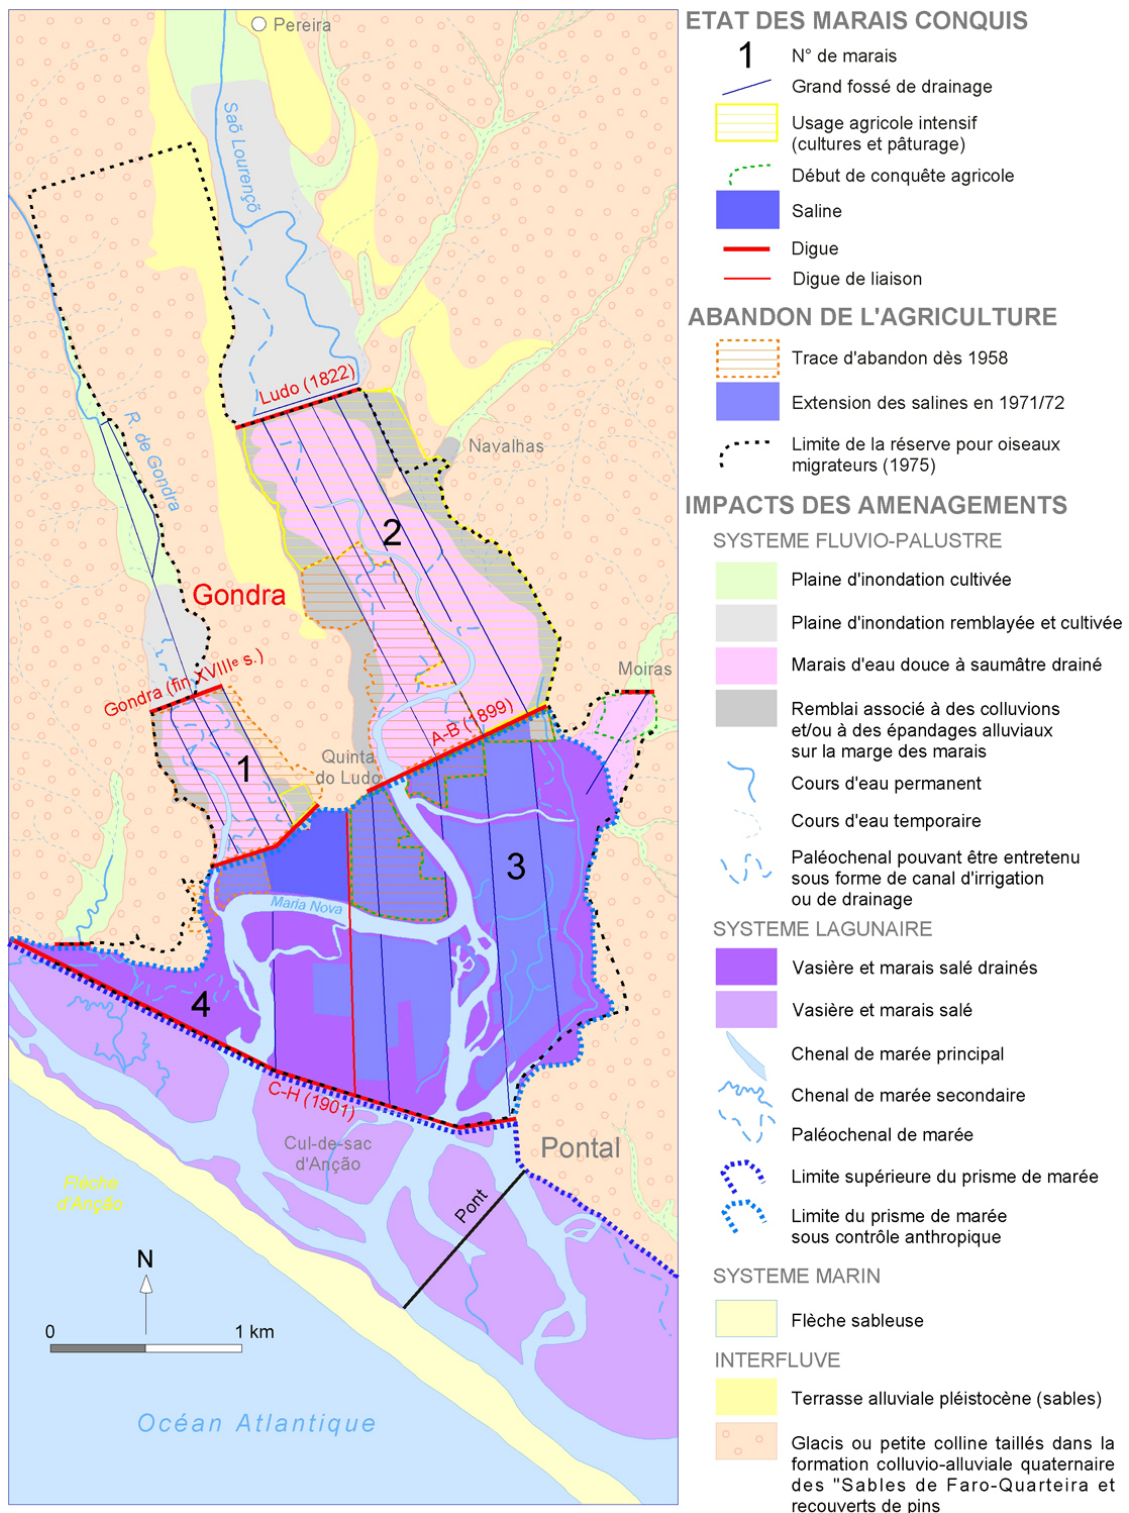 Pereira
Saõ Lourençõ
Ludo (1822)
R. de Gondra
Navalhas
2
Gondra
Gondra (fin XVIIIe s.)
Moiras
A-B (1899)
Quinta
do Ludo
1
3
Maria Nova
4
C-H (1901)
Cul-de-sac
d'Anção
Pontal
Flèche
d'Anção
Pont
N
0 1 km
Océan Atlantique
ETAT DES MARAIS CONQUIS
1 N° de marais
Grand fossé de drainage
Usage agricole intensif
(cultures et pâturage)
Début de conquête agricole
Saline
Digue
Digue de liaison
ABANDON DE L'AGRICULTURE
Trace d'abandon dès 1958
Extension des salines en 1971/72
Limite de la réserve pour oiseaux
migrateurs (1975)
IMPACTS DES AMENAGEMENTS
SYSTEME FLUVIO-PALUSTRE
Plaine d'inondation cultivée
Plaine d'inondation remblayée et cultivée
Marais d'eau douce à saumâtre drainé
Remblai associé à des colluvions
et/ou à des épandages alluviaux
sur la marge des marais
Cours d'eau permanent
Cours d'eau temporaire
Paléochenal pouvant être entretenu
sous forme de canal d'irrigation
ou de drainage
SYSTEME LAGUNAIRE
Vasière et marais salé drainés
Vasière et marais salé
Chenal de marée principal
Chenal de marée secondaire
Paléochenal de marée
Limite supérieure du prisme de marée
Limite du prisme de marée
sous contrôle anthropique
SYSTEME MARIN
Flèche sableuse
INTERFLUVE
Terrasse alluviale pléistocène (sables)
Glacis ou petite colline taillés dans la
formation colluvio-alluviale quaternaire
des "Sables de Faro-Quarteira et
recouverts de pins